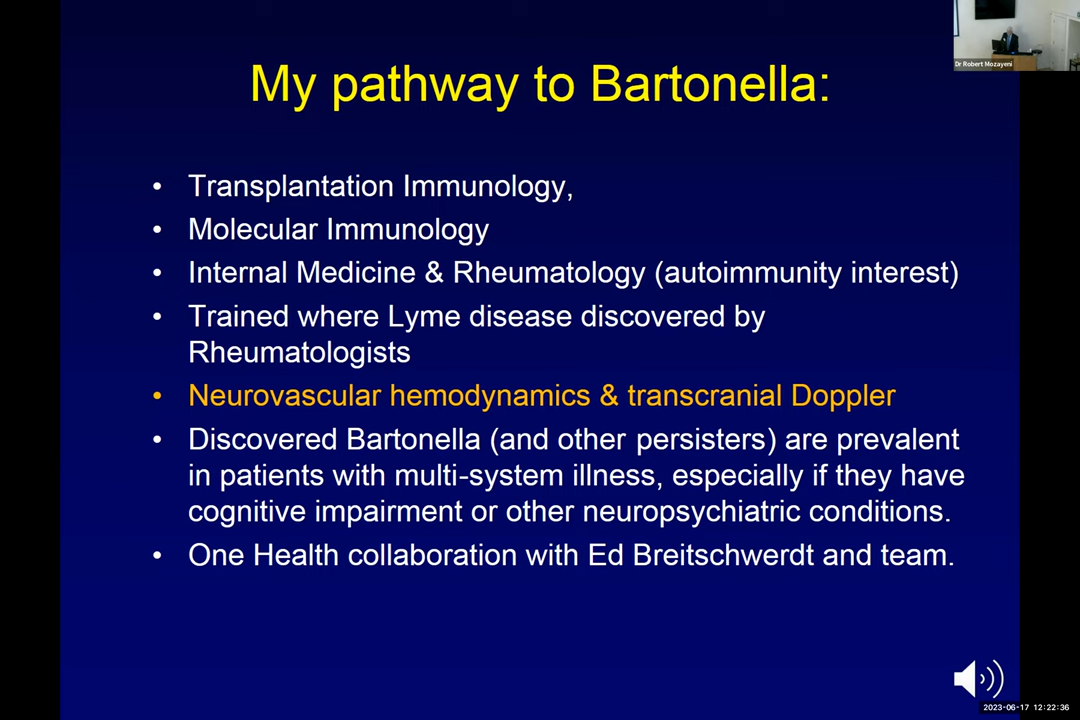 Dr Robert Mozayeni
My pathway to Bartonella:
• Transplantation Immunology,
• Molecular Immunology
• Internal Medicine & Rheumatology (autoimmunity interest)
• Trained where Lyme disease discovered by
Rheumatologists
• Neurovascular hemodynamics & transcranial Doppler
• Discovered Bartonella (and other persisters) are prevalent
in patients with multi-system illness, especially if they have
cognitive impairment or other neuropsychiatric conditions.
• One Health collaboration with Ed Breitschwerdt and team.
2023-06-17 12:22:36